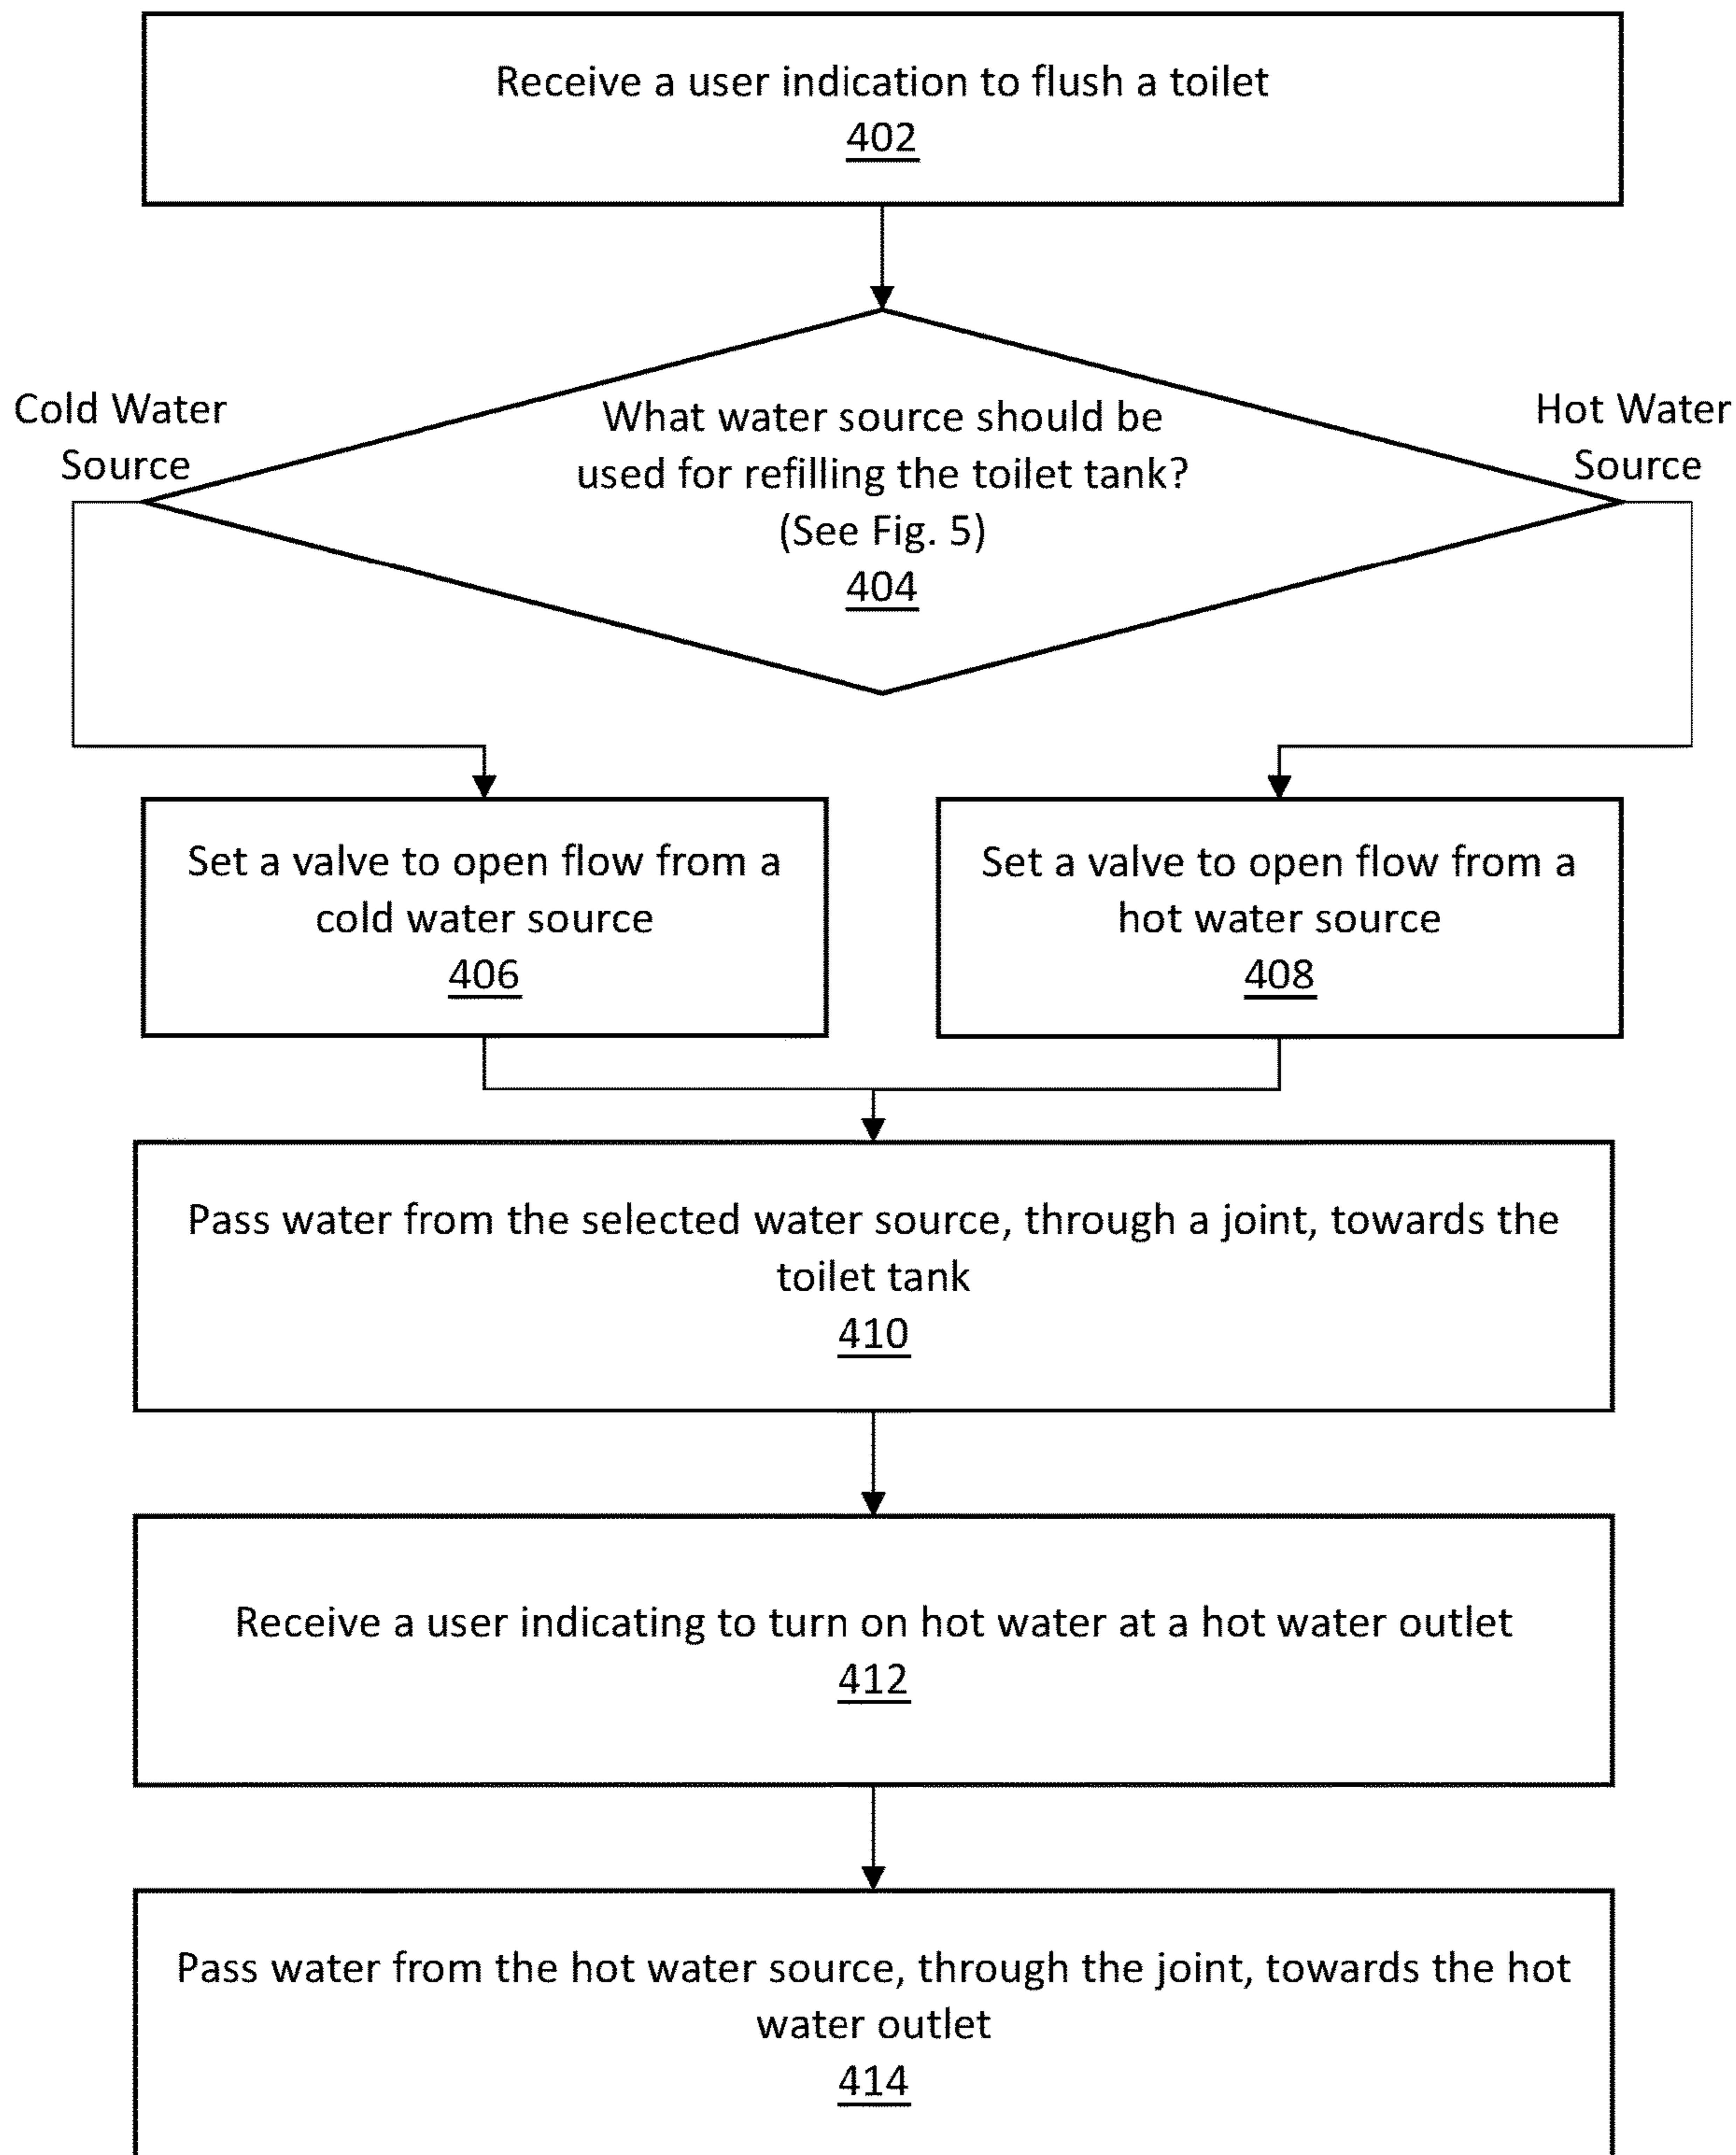 Receive a user indication to flush a toilet
402
Cold Water
Source
What water source should be
used for refilling the toilet tank?
(See Fig. 5)
404
Hot Water
Source
Set a valve to open flow from a
cold water source
406
Set a valve to open flow from a
hot water source
408
Pass water from the selected water source, through a joint, towards the
toilet tank
410
Receive a user indicating to turn on hot water at a hot water outlet
412
Pass water from the hot water source, through the joint, towards the hot
water outlet
414